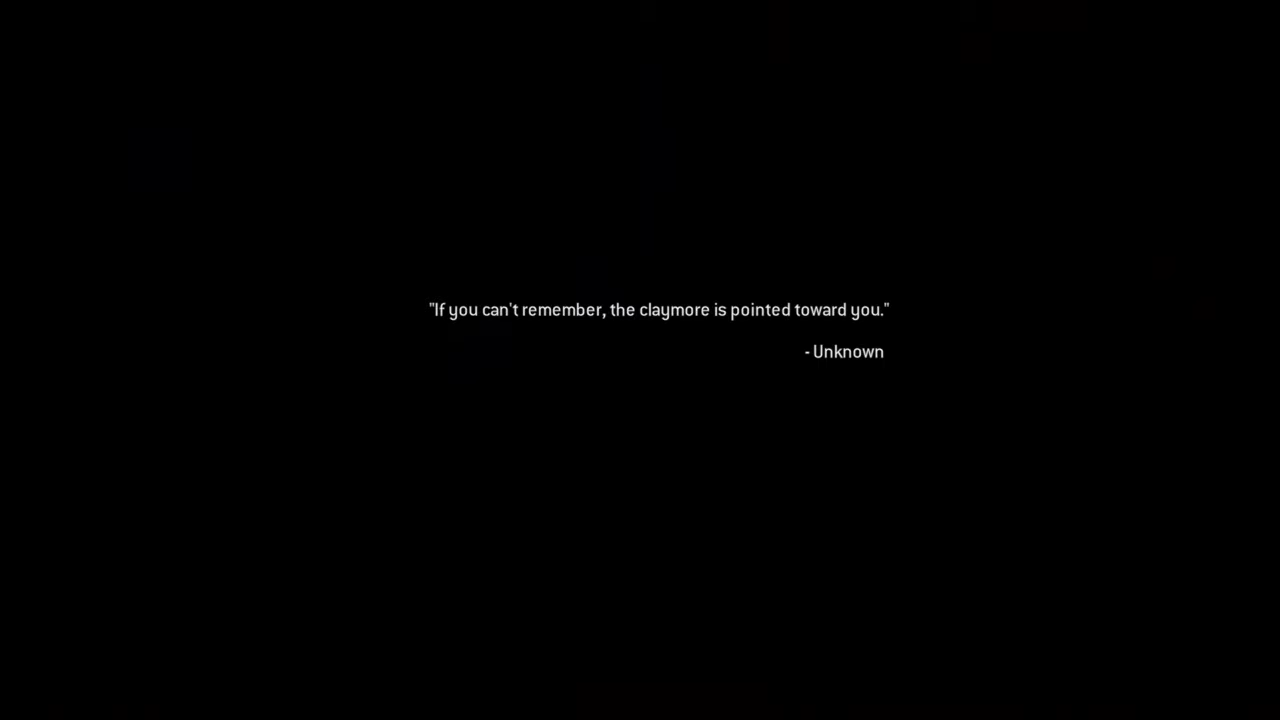 "If you can't remember, the claymore is pointed toward you."
- Unknown